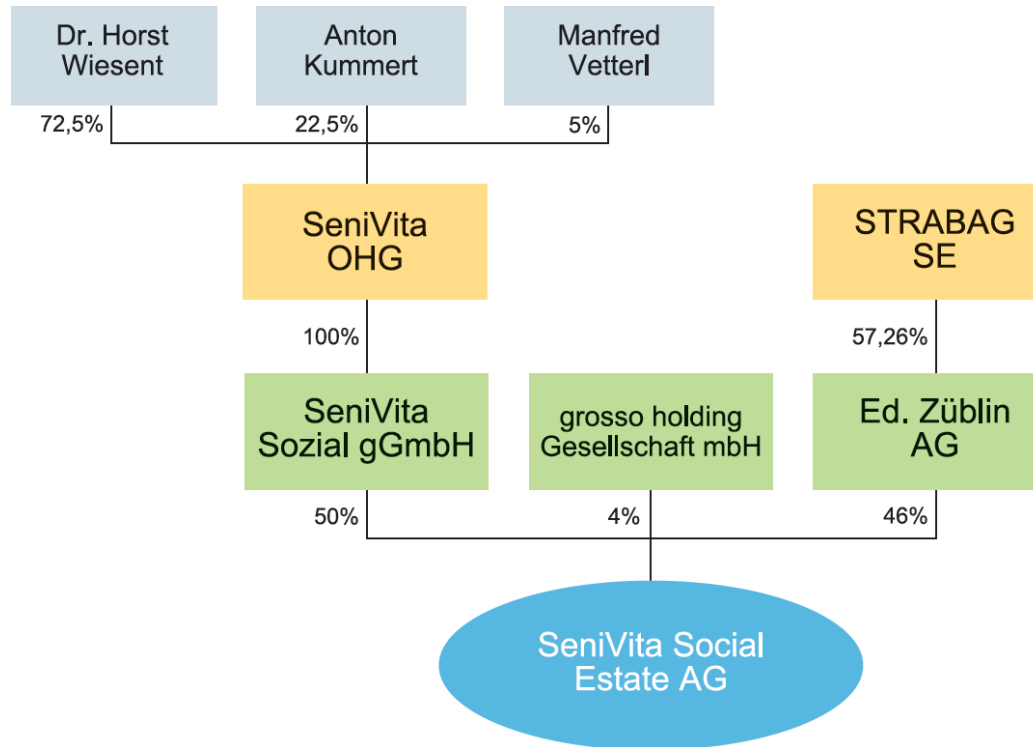 Dr. Horst
Wiesent
Anton
Kummert
Manfred
Vetterl
72,5%
22,5%
5%
SeniVita
OHG
STRABAG
SE
100%
57,26%
SeniVita
Sozial gGmbH
grosso holding
Gesellschaft mbH
Ed. Züblin
AG
50%
4%
46%
SeniVita Social
Estate AG